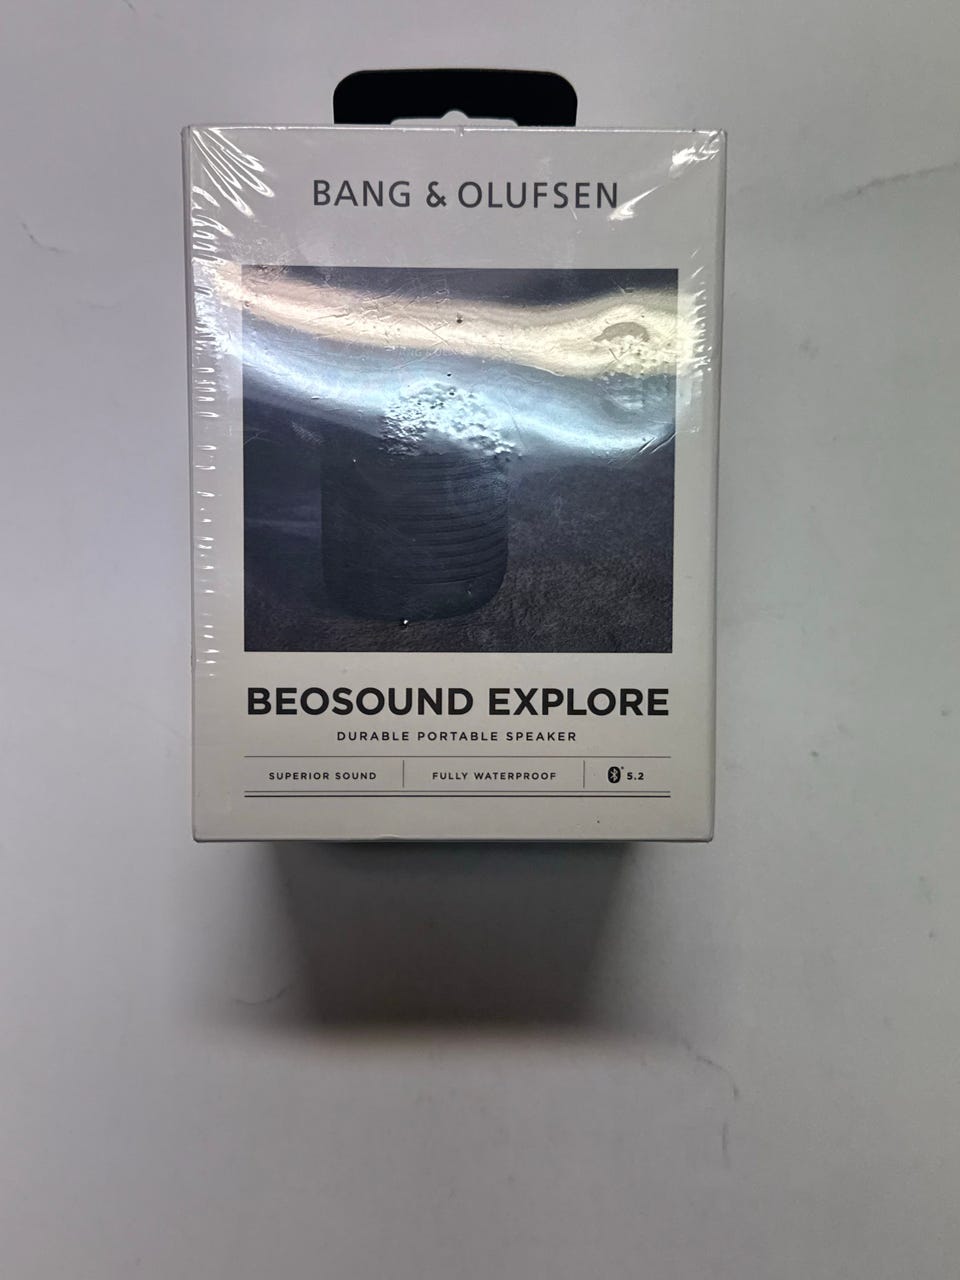 BANG & OLUFSEN
BEOSOUND EXPLORE
DURABLE PORTABLE SPEAKER
SUPERIOR SOUND
FULLY WATERPROOF
5.2